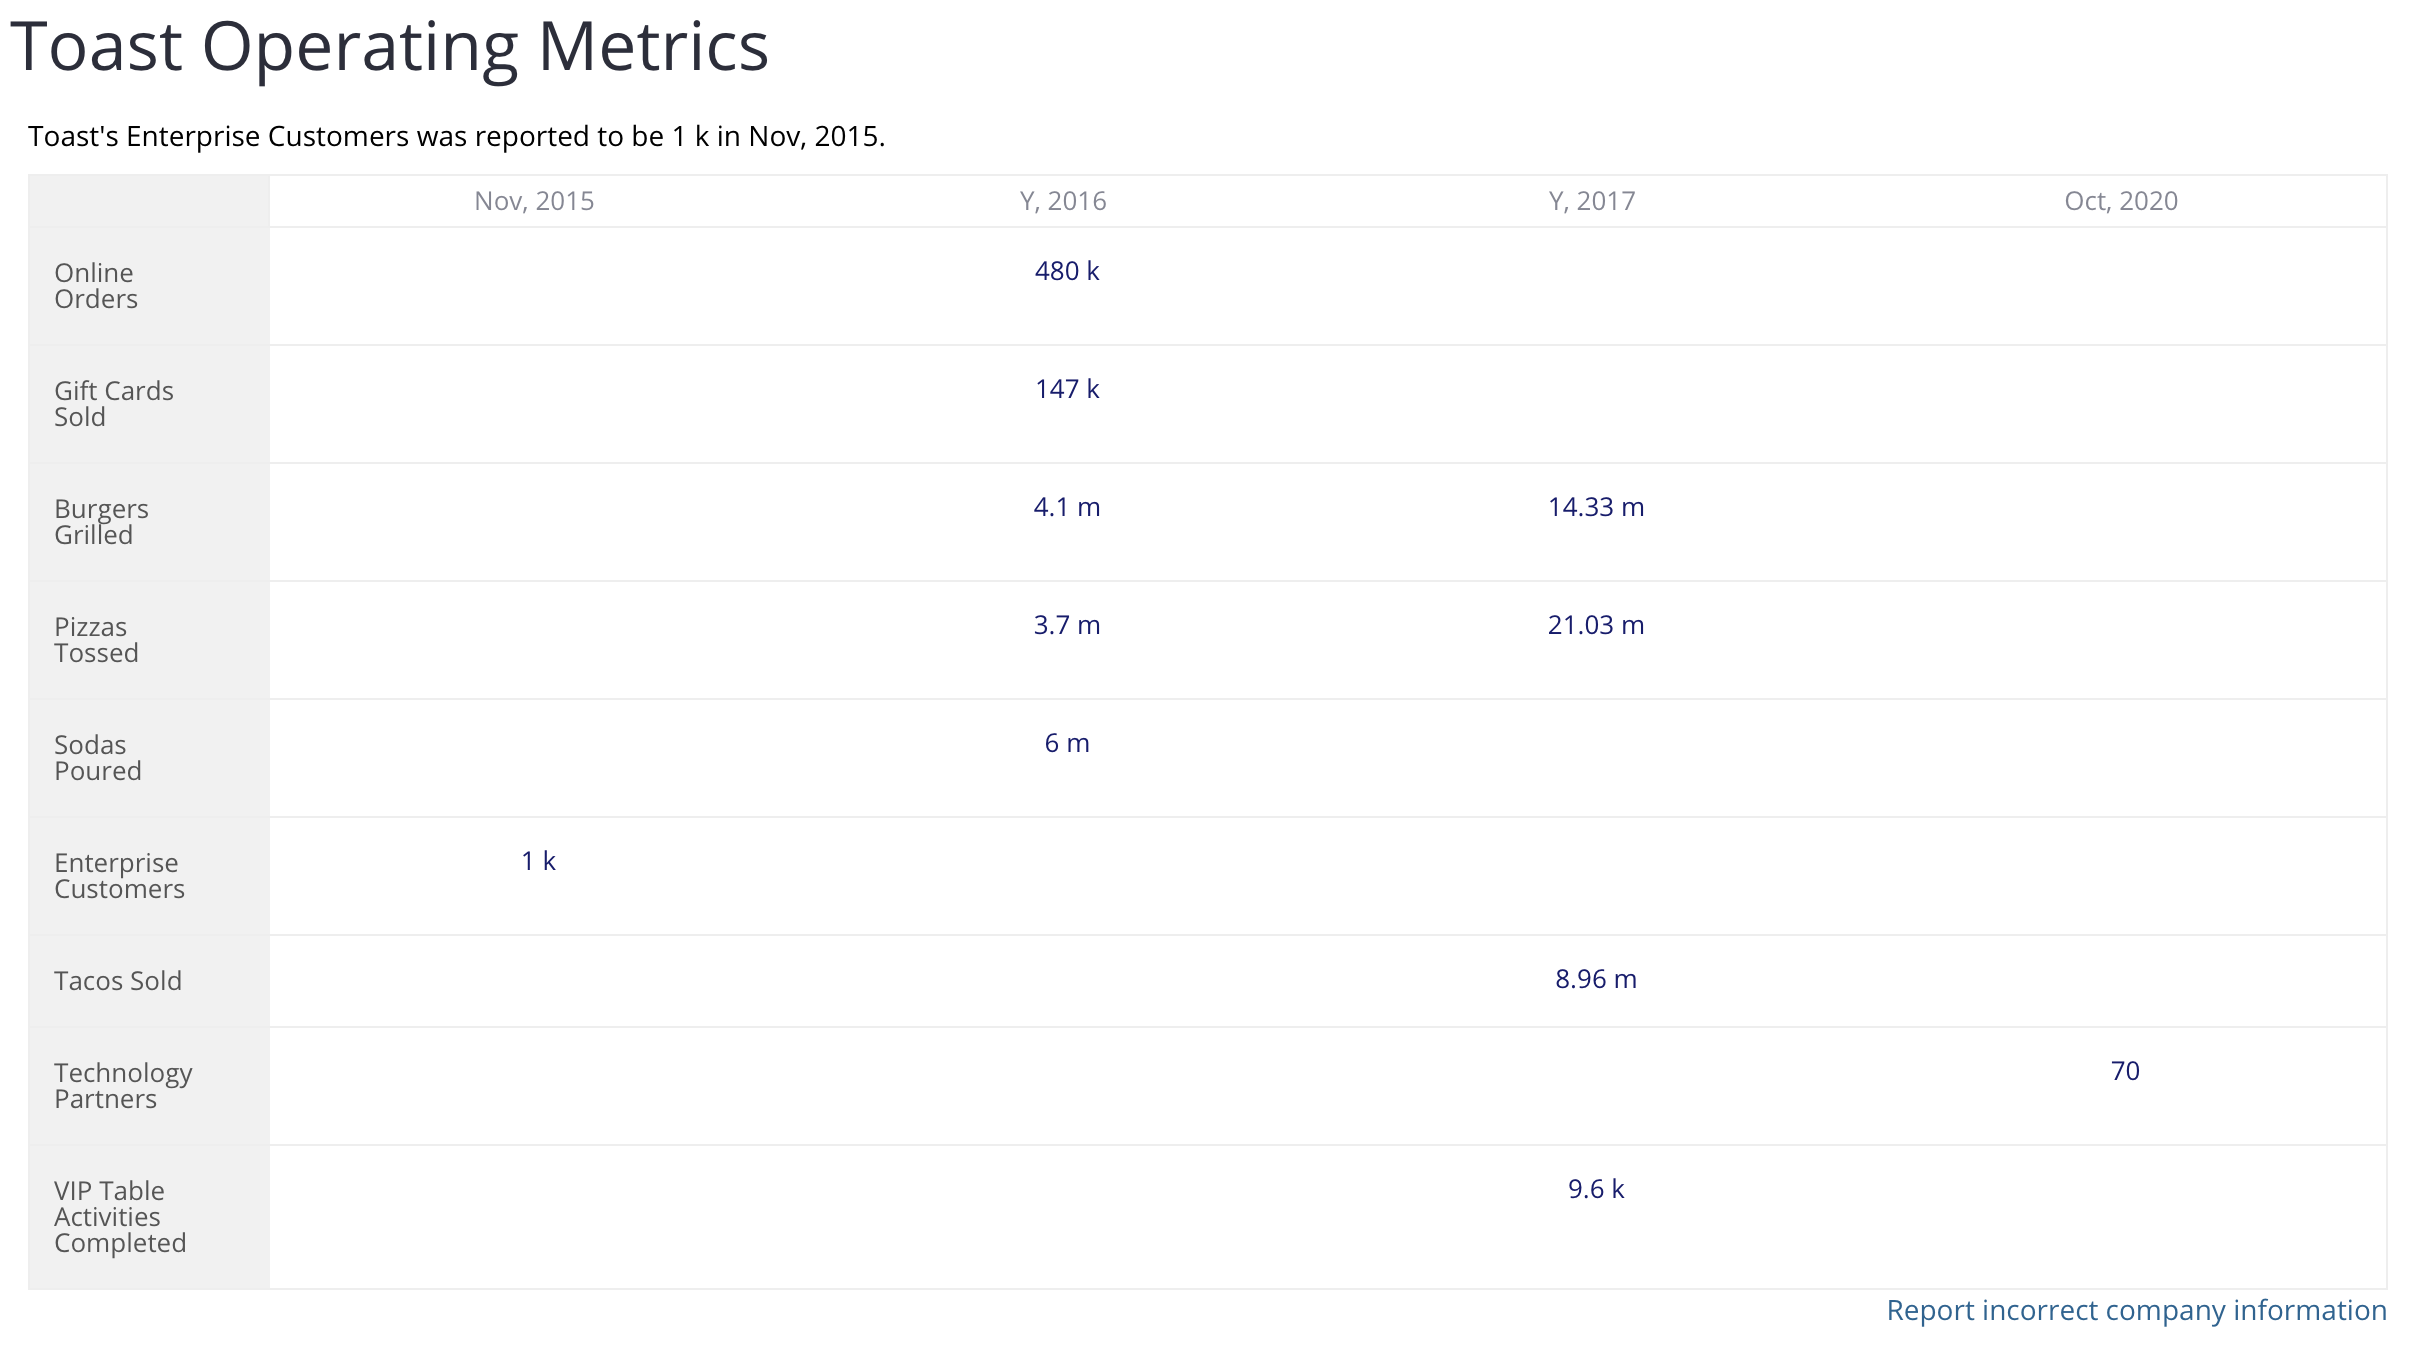 Toast Operating Metrics
Toast's Enterprise Customers was reported to be 1 k in Nov, 2015.
Nov, 2015 Y, 2016 Y, 2017 Oct, 2020
Online
Orders
480 k
Gift Cards
Sold
147 k
Burgers
Grilled
4.1 m 14.33 m
Pizzas
Tossed
3.7 m 21.03 m
Sodas
Poured
6 m
Enterprise
Customers
1 k
Tacos Sold 8.96 m
Technology
Partners
70
VIP Table
Activities
Completed
9.6 k
Report incorrect company information